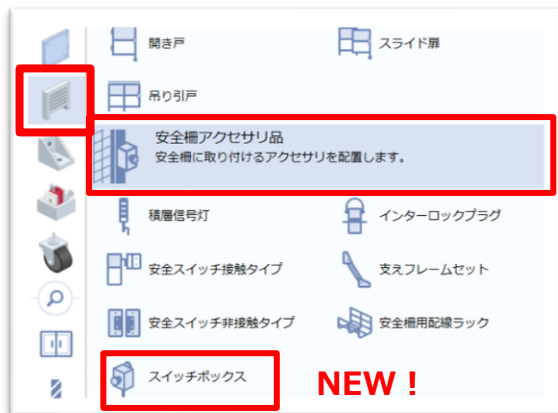 開き戸
スライド扉
吊り引戸
安全柵アクセサリ品
安全柵に取り付けるアクセサリを配置します。
積層信号灯
インターロックプラグ
安全スイッチ接触タイプ
支えフレームセット
安全スイッチ非接触タイプ
安全柵用配線ラック
スイッチボックス
NEW！